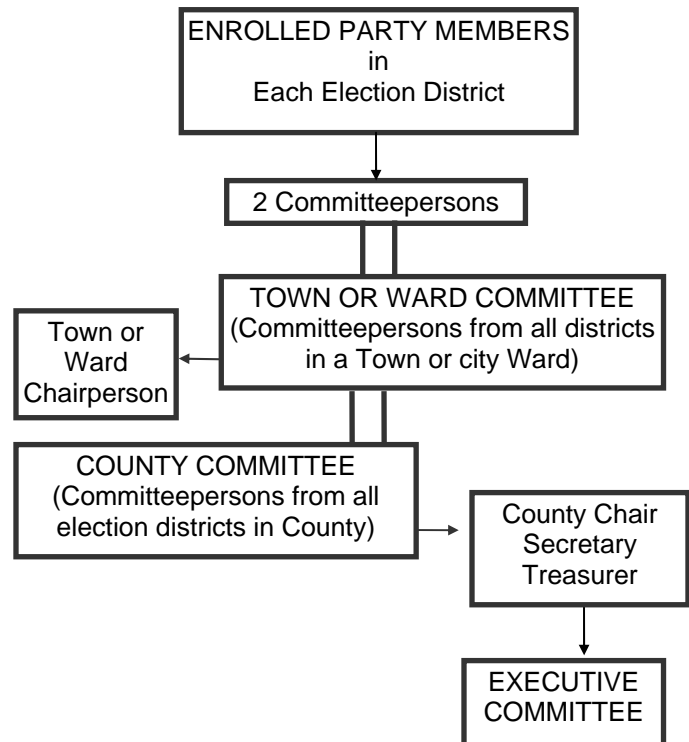 ENROLLED PARTY MEMBERS
in
Each Election District
2 Committeepersons
TOWN OR WARD COMMITTEE
(Committeepersons from all districts
in a Town or city Ward)
Town or
Ward
Chairperson
COUNTY COMMITTEE
(Committeepersons from all
election districts in County)
County Chair
Secretary
Treasurer
EXECUTIVE
COMMITTEE